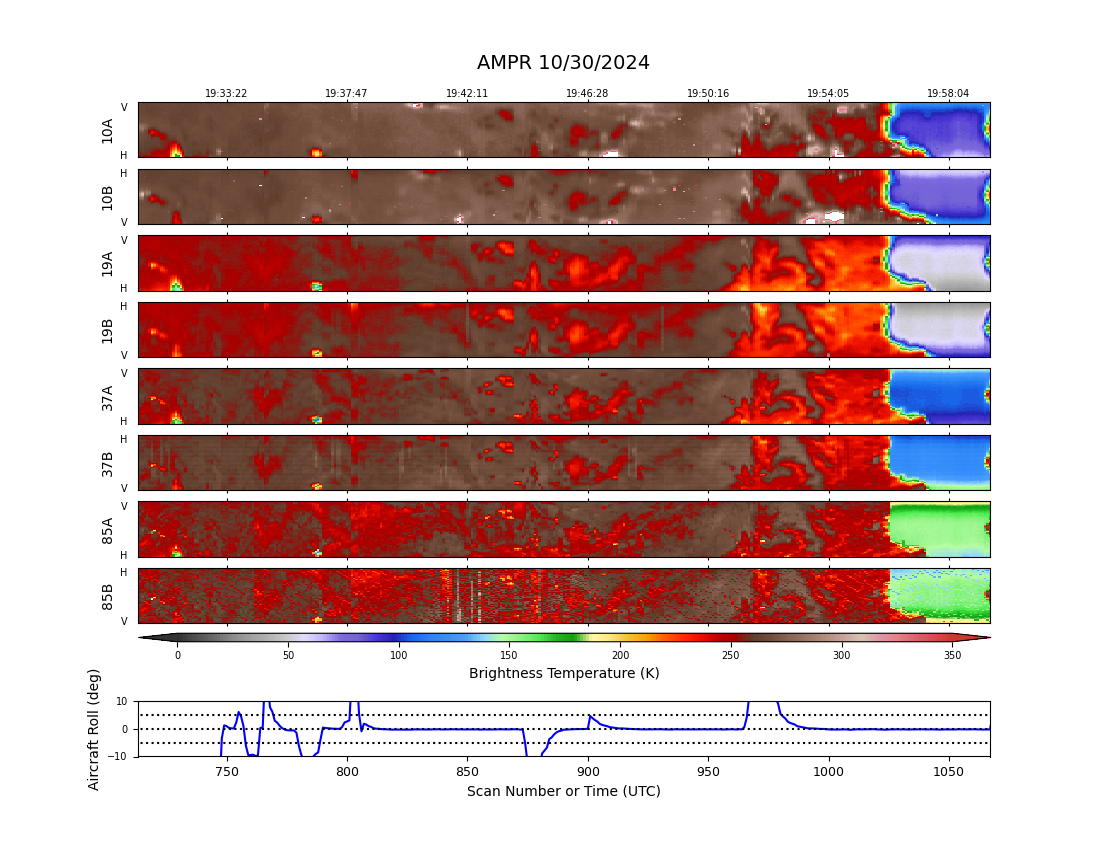 AMPR 10/30/2024
19:33:22 19:37:47 19:42:11 19:46:28 19:50:16 19:54:05 19:58:04
V
10A
H
H
10B
V
V
19A
H
H
19B
V
V
37A
H
H
37B
V
V
85A
H
H
85B
V
0 50 100 150 200 250 300 350
Brightness Temperature (K)
Aircraft Roll (deg)
10
0
−10
750 800 850 900 950 1000 1050
Scan Number or Time (UTC)